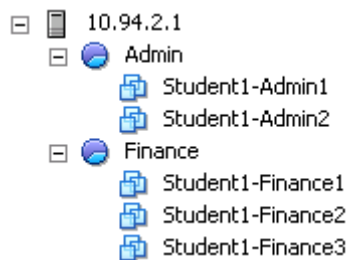 10.94.2.1
Admin
Student1-Admin1
Student1-Admin2
Finance
Student1-Finance1
Student1-Finance2
Student1-Finance3